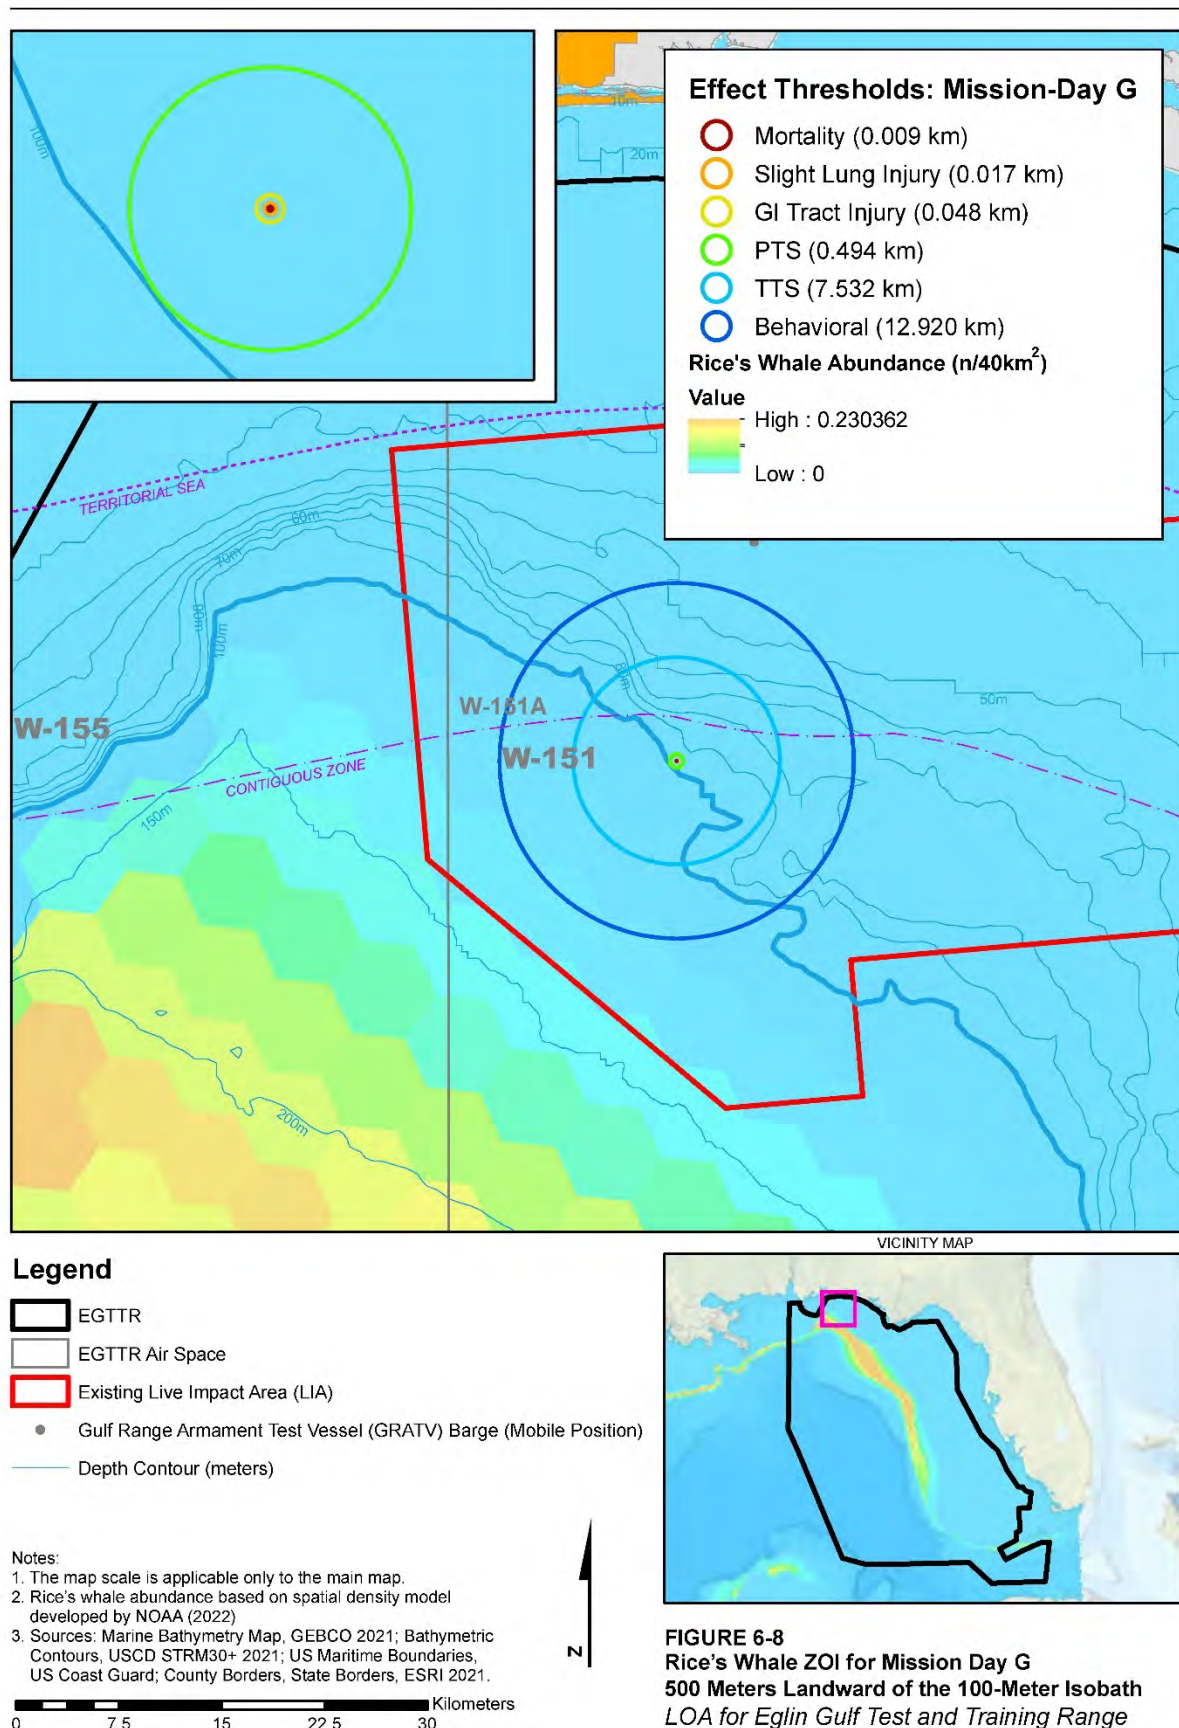 100m
10m
20m
Effect Thresholds: Mission-Day G
Mortality (0.009 km)
Slight Lung Injury (0.017 km)
GI Tract Injury (0.048 km)
PTS (0.494 km)
TTS (7.532 km)
Behavioral (12.920 km)
Rice's Whale Abundance (n/40km²)
Value
High : 0.230362
Low : 0
TERRITORIAL SEA
60m
70m
90m
100m
80m
50m
W-151A
W-155
W-151
CONTIGUOUS ZONE
150m
200m
VICINITY MAP
Legend
EGTTR
EGTTR Air Space
Existing Live Impact Area (LIA)
Gulf Range Armament Test Vessel (GRATV) Barge (Mobile Position)
Depth Contour (meters)
Notes:
1. The map scale is applicable only to the main map.
2. Rice's whale abundance based on spatial density model
developed by NOAA (2022)
3. Sources: Marine Bathymetry Map, GEBCO 2021; Bathymetric
Contours, USCD STRM30+ 2021; US Maritime Boundaries,
US Coast Guard; County Borders, State Borders, ESRI 2021.
N
Kilometers
0 7.5 15 22.5 30
FIGURE 6-8
Rice's Whale ZOI for Mission Day G
500 Meters Landward of the 100-Meter Isobath
LOA for Eglin Gulf Test and Training Range